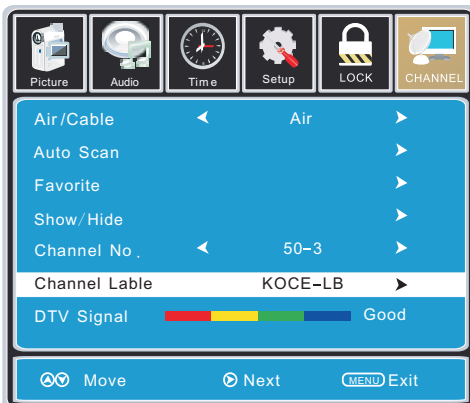 Picture Audio Time Setup LOCK CHANNEL
Air/Cable Air
Auto Scan
Favorite
Show/Hide
Channel No. 50-3
Channel Lable KOCE-LB
DTV Signal Good
Move Next MENU Exit